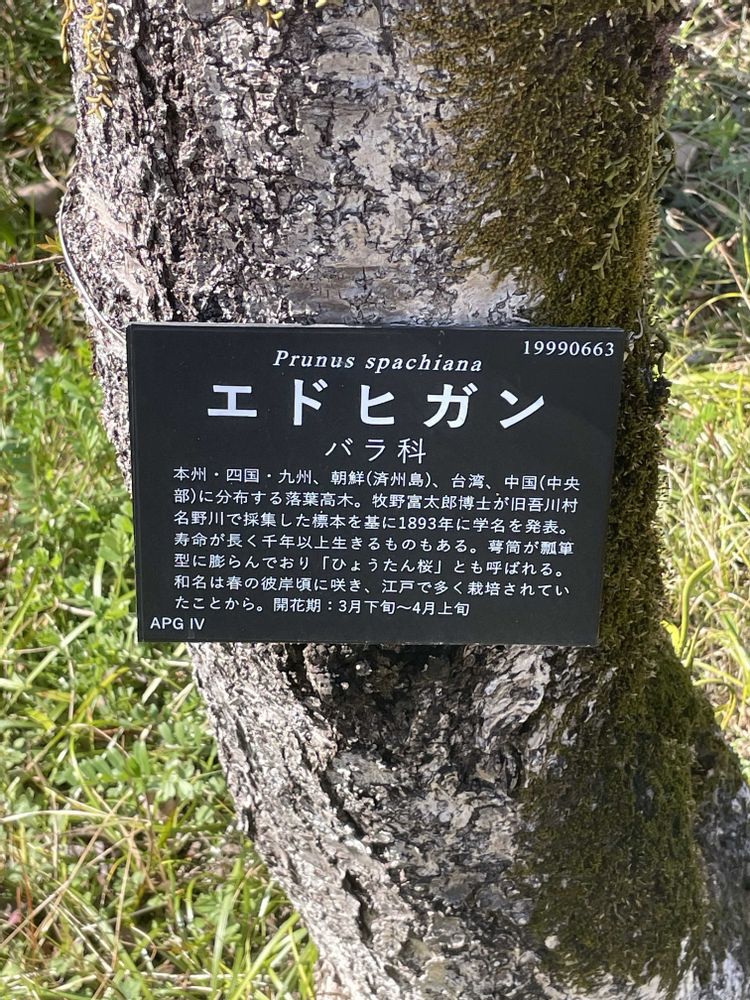 19990663
Prunus spachiana
エドヒガン
バラ科
本州・四国・九州、朝鮮(済州島)、台湾、中国(中央
部)に分布する落葉高木。牧野富太郎博士が旧吾川村
名野川で採集した標本を基に1893年に学名を発表。
寿命が長く千年以上生きるものもある。萼筒が瓢箪
型に膨らんでおり「ひょうたん桜」とも呼ばれる。
和名は春の彼岸頃に咲き、江戸で多く栽培されてい
たことから。開花期：3月下旬〜4月上旬
APG Ⅳ